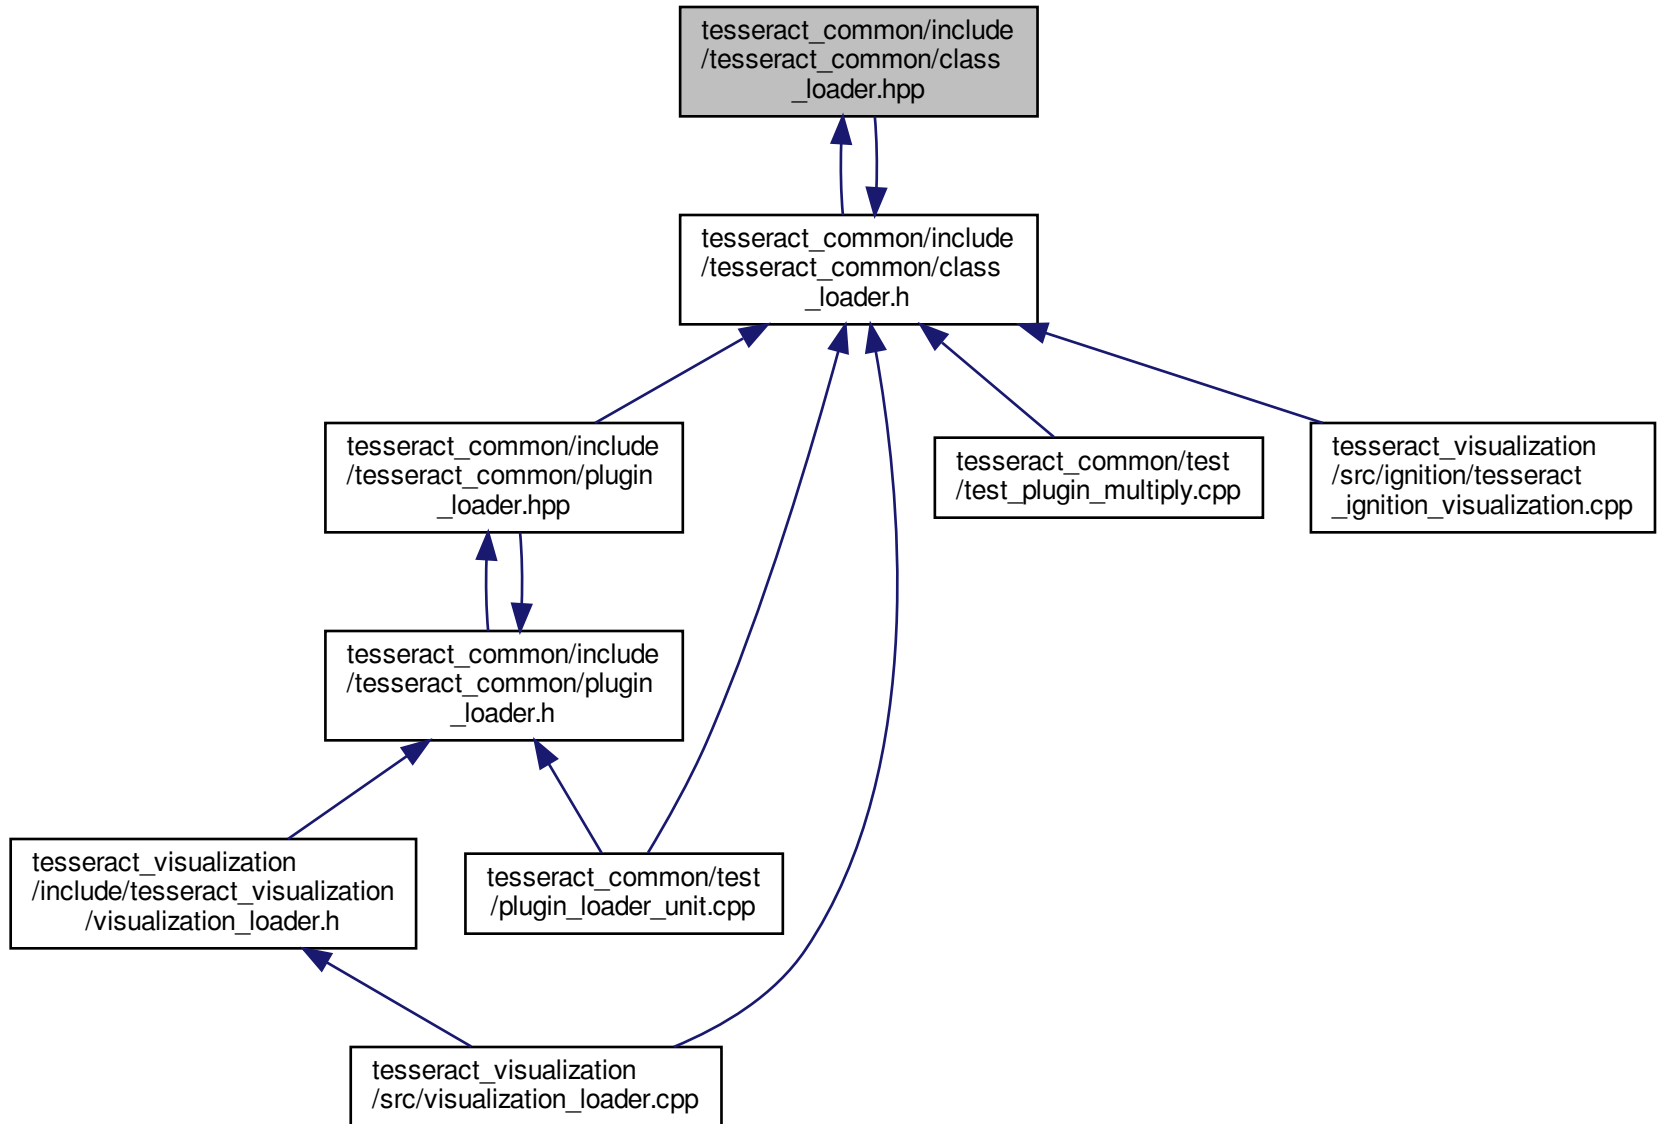 tesseract_common/include
/tesseract_common/class
_loader.hpp
tesseract_common/include
/tesseract_common/class
_loader.h
tesseract_common/include
/tesseract_common/plugin
_loader.hpp
tesseract_common/test
/test_plugin_multiply.cpp
tesseract_visualization
/src/ignition/tesseract
_ignition_visualization.cpp
tesseract_common/include
/tesseract_common/plugin
_loader.h
tesseract_visualization
/include/tesseract_visualization
/visualization_loader.h
tesseract_common/test
/plugin_loader_unit.cpp
tesseract_visualization
/src/visualization_loader.cpp